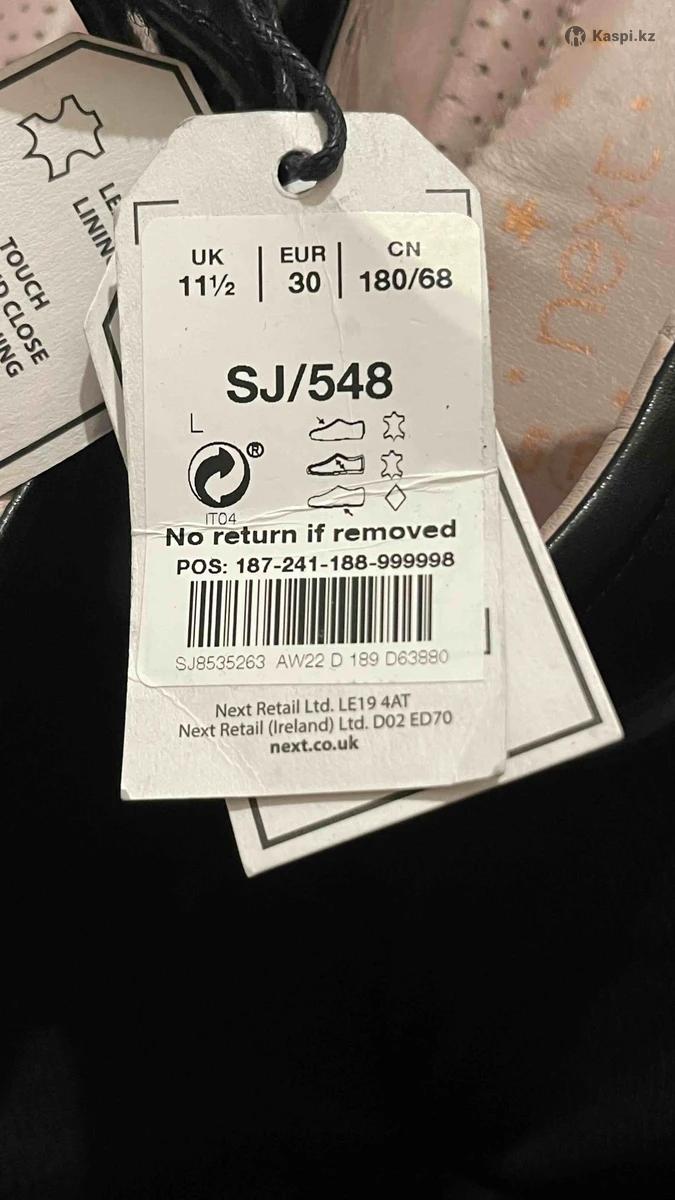 Kaspi.kz
LE
LININ
TOUCH
CLOSE
next
UK EUR CN
11½ 30 180/68
SJ/548
L
®
IT04
No return if removed
POS: 187-241-188-999998
SJ8535263 AW22 D 189 D63880
Next Retail Ltd. LE19 4AT
Next Retail (Ireland) Ltd. D02 ED70
next.co.uk